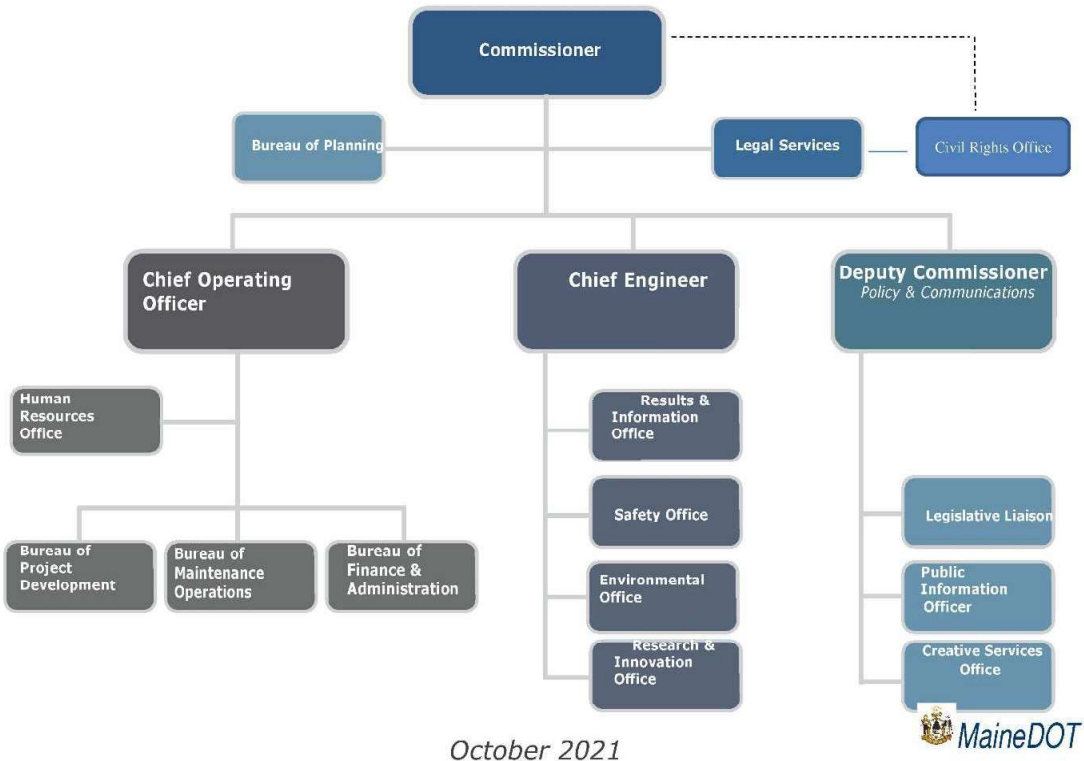 Commissioner
Bureau of Planning
Legal Services
Civil Rights Office
Chief Operating
Officer
Chief Engineer
Deputy Commissioner
Policy & Communications
Human
Resources
Office
Bureau of
Project
Development
Bureau of
Maintenance
Operations
Bureau of
Finance &
Administration
Results &
Information
Office
Safety Office
Environmental
Office
Research &
Innovation
Office
Legislative Liaison
Public
Information
Officer
Creative Services
Office
MaineDOT
October 2021